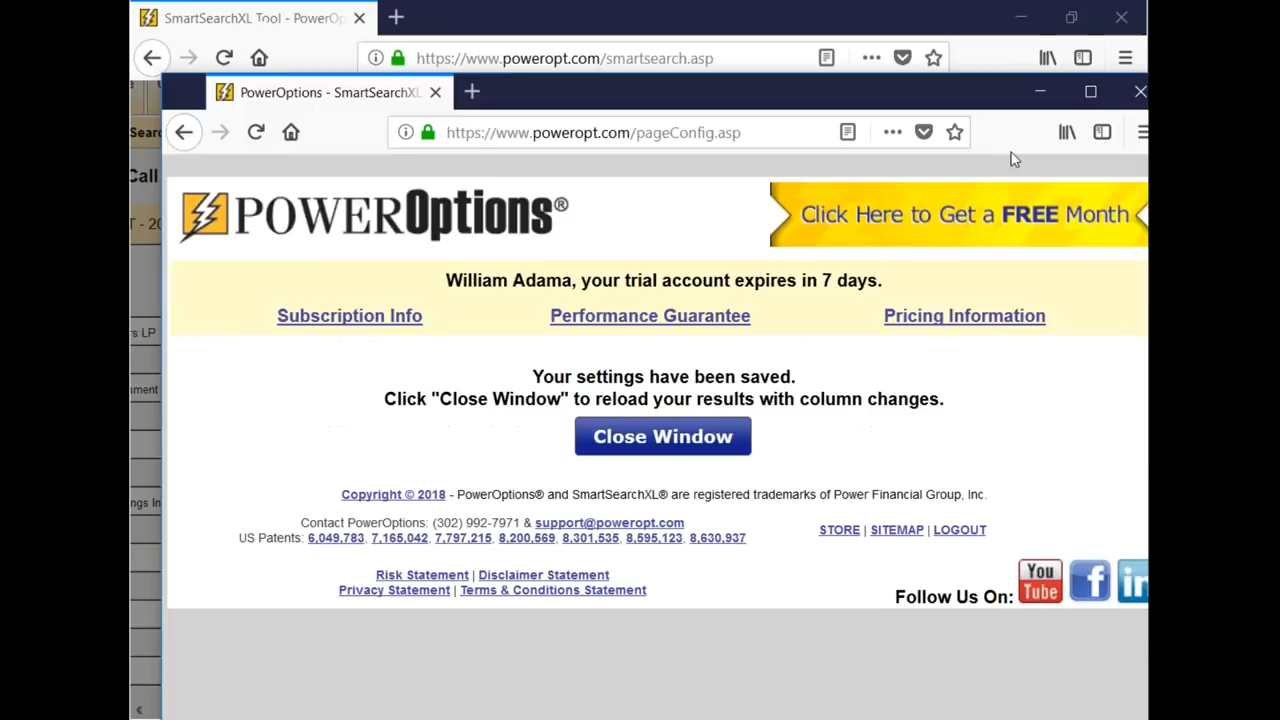 SmartSearchXL Tool - PowerOp
https://www.poweropt.com/smartsearch.asp
PowerOptions - SmartSearchXL
https://www.poweropt.com/pageConfig.asp
Sear
Call
T - 20
rs LP
nment
ngs In
POWEROptions®
Click Here to Get a FREE Month
William Adama, your trial account expires in 7 days.
Subscription Info Performance Guarantee Pricing Information
Your settings have been saved.
Click "Close Window" to reload your results with column changes.
Close Window
Copyright © 2018 - PowerOptions® and SmartSearchXL® are registered trademarks of Power Financial Group, Inc.
Contact PowerOptions: (302) 992-7971 & support@poweropt.com
US Patents: 6,049,783, 7,165,042, 7,797,215, 8,200,569, 8,301,535, 8,595,123, 8,630,937
STORE | SITEMAP | LOGOUT
Risk Statement | Disclaimer Statement
Privacy Statement | Terms & Conditions Statement
Follow Us On: You Tube f in